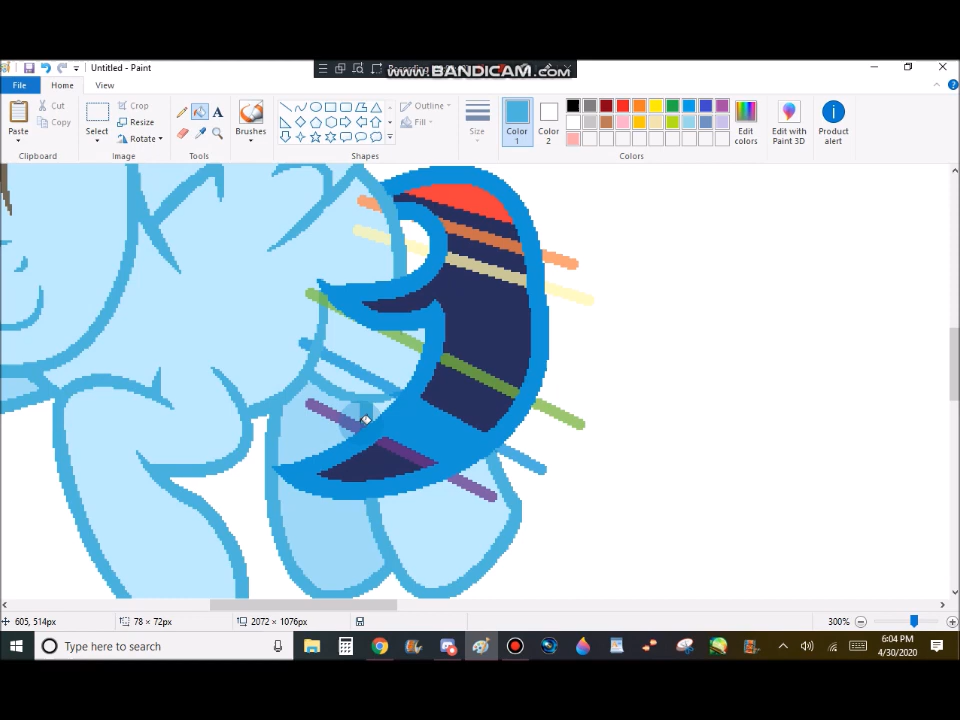 Untitled - Paint
www.BANDICAM.com
File
Home
View
Paste
Cut
Copy
Clipboard
Select
Crop
Resize
Rotate
Image
A
Tools
Brushes
Outline
Fill
Shapes
Size
Color
1
Color
2
Edit
colors
Colors
Edit with
Paint 3D
Product
alert
605, 514px
78 × 72px
2072 × 1076px
300%
Type here to search
6:04 PM
4/30/2020